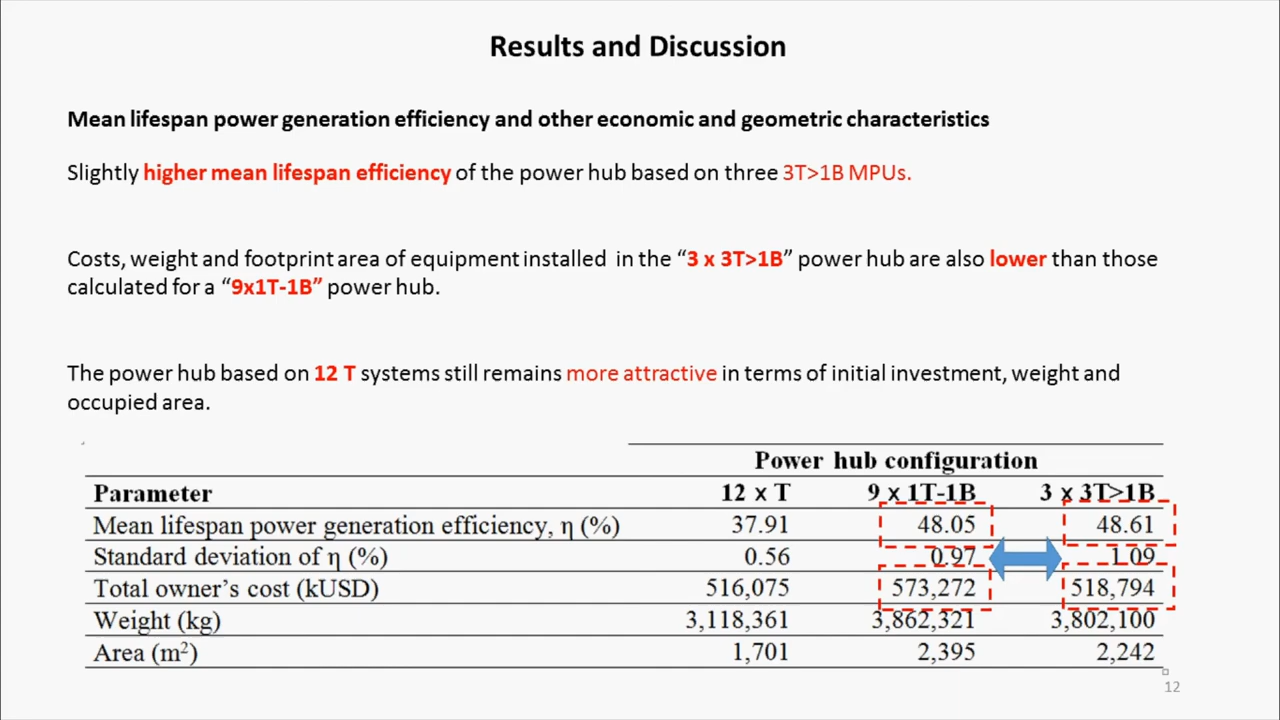 Results and Discussion
Mean lifespan power generation efficiency and other economic and geometric characteristics
Slightly higher mean lifespan efficiency of the power hub based on three 3T>1B MPUs.
Costs, weight and footprint area of equipment installed in the “3 x 3T>1B” power hub are also lower than those
calculated for a “9x1T-1B” power hub.
The power hub based on 12 T systems still remains more attractive in terms of initial investment, weight and
occupied area.
Power hub configuration
Parameter 12 x T 9 x 1T-1B 3 x 3T>1B
Mean lifespan power generation efficiency, η (%) 37.91 48.05 48.61
Standard deviation of η (%) 0.56 0.97 1.09
Total owner’s cost (kUSD) 516,075 573,272 518,794
Weight (kg) 3,118,361 3,862,321 3,802,100
Area (m²) 1,701 2,395 2,242
12